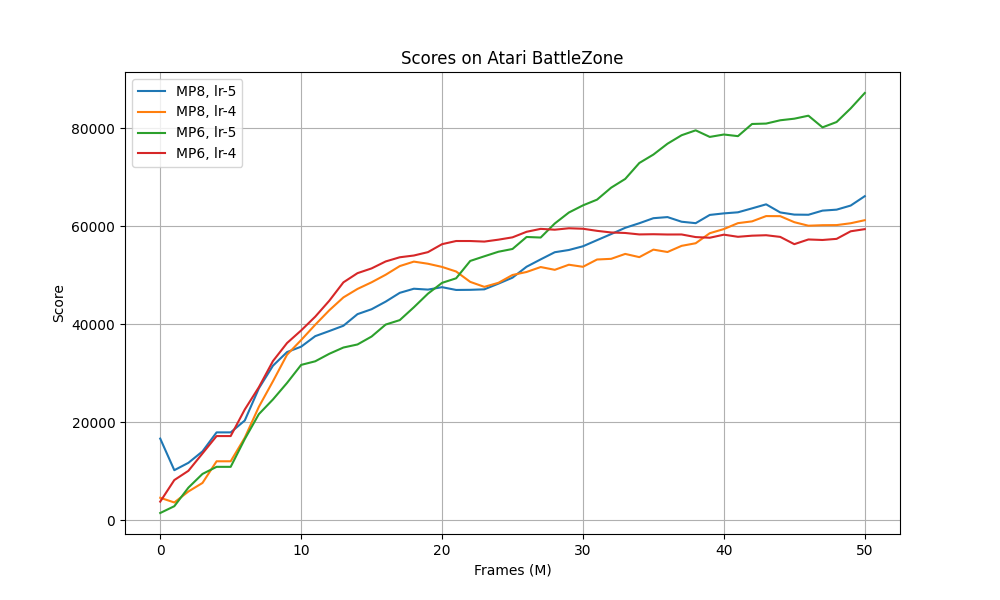 Scores on Atari BattleZone
MP8, lr-5
MP8, lr-4
MP6, lr-5
MP6, lr-4
80000
60000
40000
20000
0
Score
0 10 20 30 40 50
Frames (M)